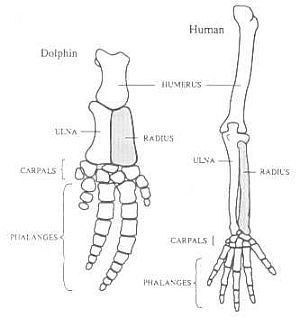 Human
Dolphin
HUMERUS
ULNA
RADIUS
CARPALS
PHALANGES
ULNA
RADIUS
CARPALS
PHALANGES